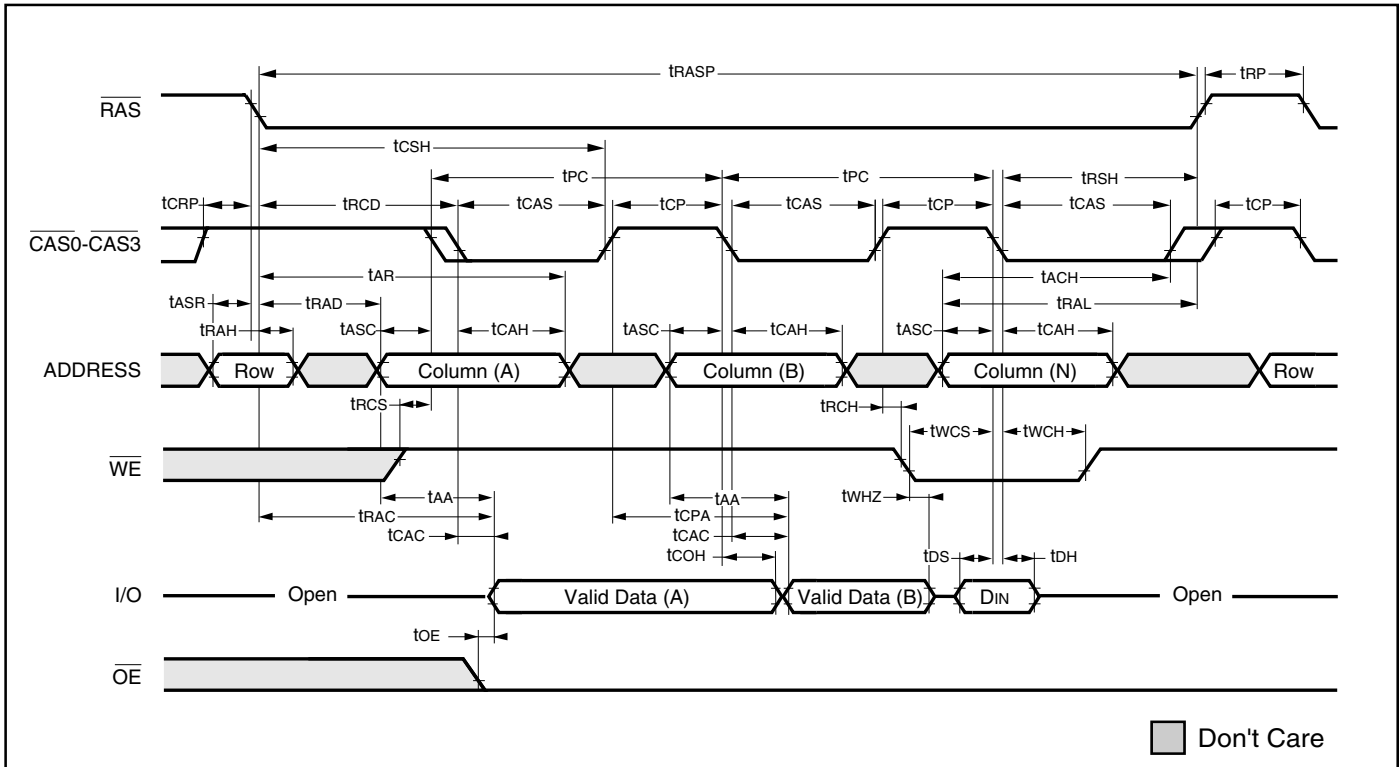 tRASP tRP
RAS
tCSH
tPC tPC tRSH
tCRP tRCD tCAS tCP tCAS tCP tCAS tCP
CAS0-CAS3
tAR tACH
tASR tRAD tRAL
tRAH tASC tCAH tASC tCAH tASC tCAH
ADDRESS Row Column (A) Column (B) Column (N) Row
tRCS tRCH
tWCS tWCH
WE
tAA tAA tWHZ
tRAC tCPA
tCAC tCAC
tCOH tDS tDH
I/O Open Valid Data (A) Valid Data (B) DIN Open
tOE
OE
Don't Care